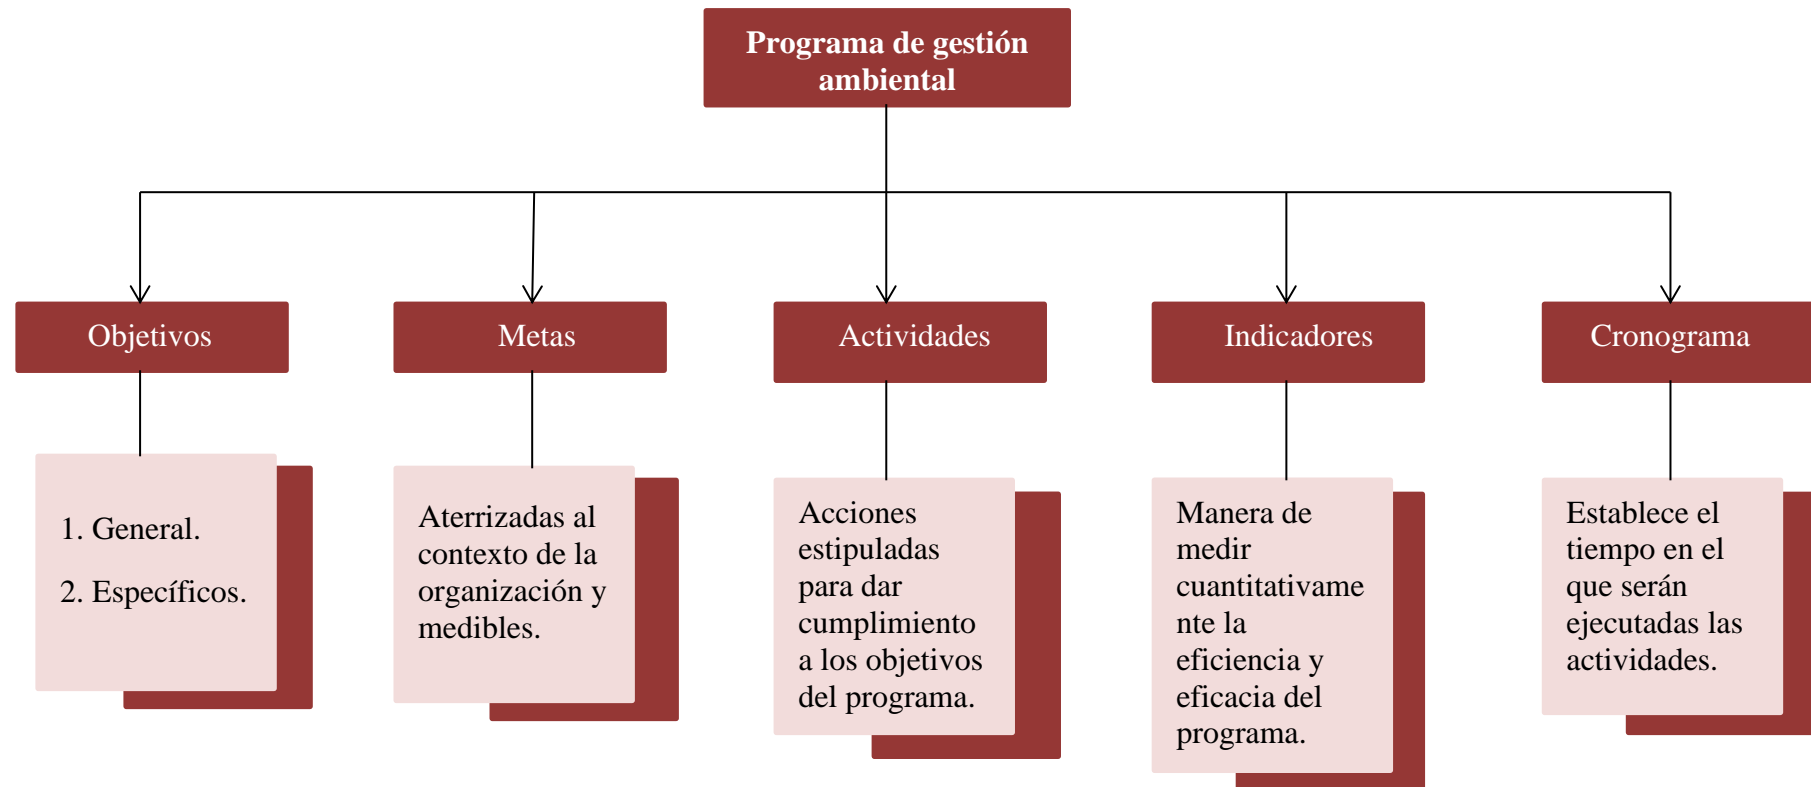 Programa de gestión
ambiental
Objetivos
Metas
Actividades
Indicadores
Cronograma
1. General.
2. Específicos.
Aterrizadas al
contexto de la
organización y
medibles.
Acciones
estipuladas
para dar
cumplimiento
a los objetivos
del programa.
Manera de
medir
cuantitativame
nte la
eficiencia y
eficacia del
programa.
Establece el
tiempo en el
que serán
ejecutadas las
actividades.